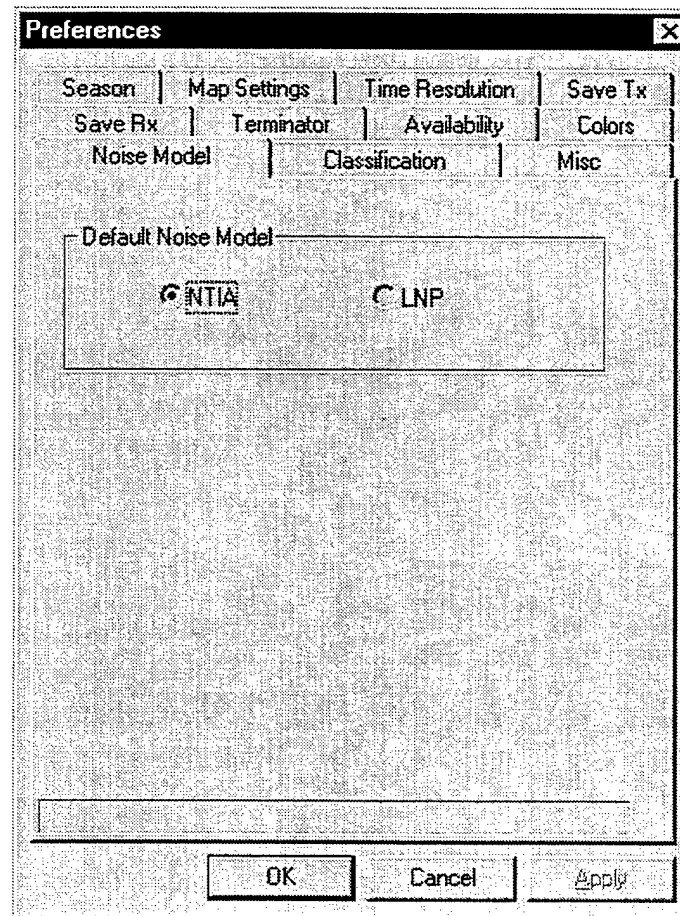 Preferences
Season Map Settings Time Resolution Save Tx
Save Rx Terminator Availability Colors
Noise Model Classification Misc
Default Noise Model
NTIA LNP
OK Cancel Apply